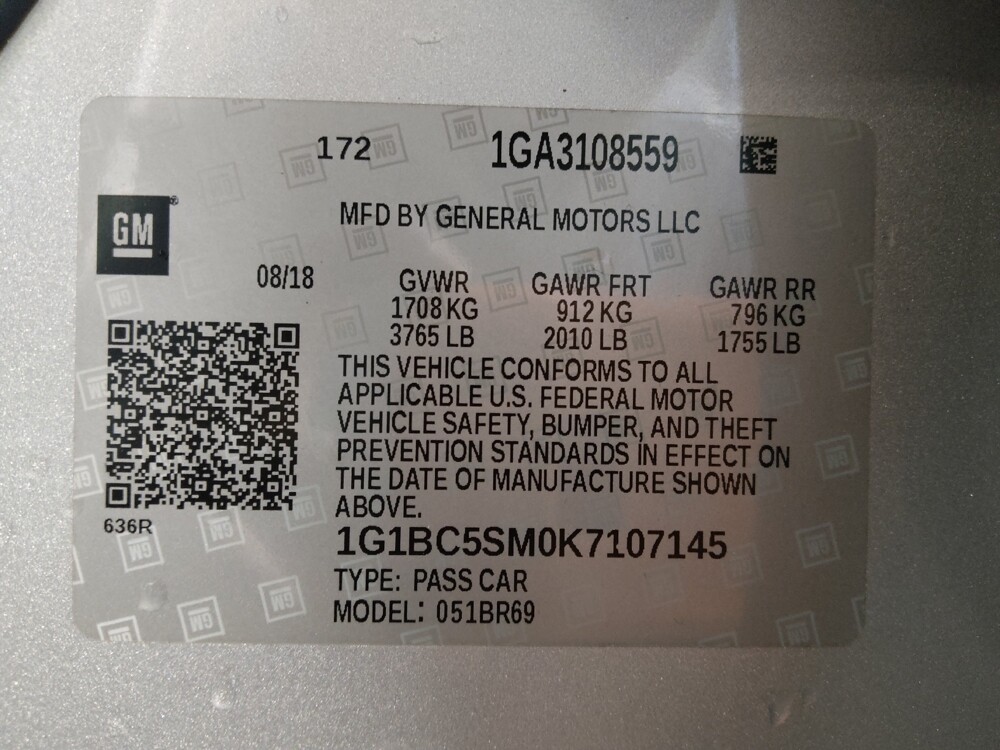 172
1GA3108559
GM
MFD BY GENERAL MOTORS LLC
08/18
GVWR GAWR FRT GAWR RR
1708 KG 912 KG 796 KG
3765 LB 2010 LB 1755 LB
THIS VEHICLE CONFORMS TO ALL
APPLICABLE U.S. FEDERAL MOTOR
VEHICLE SAFETY, BUMPER, AND THEFT
PREVENTION STANDARDS IN EFFECT ON
THE DATE OF MANUFACTURE SHOWN
ABOVE.
636R
1G1BC5SM0K7107145
TYPE: PASS CAR
MODEL: 051BR69